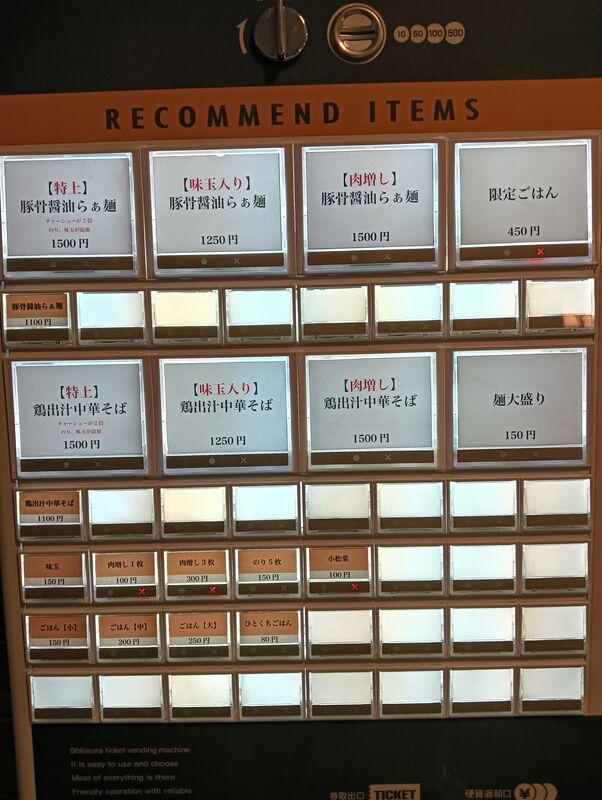 10 50 100 500
RECOMMEND ITEMS
【特上】
豚骨醤油らぁ麺
チャーシューが2倍
のり、味玉が追加
1500円
【味玉入り】
豚骨醤油らぁ麺
1250円
【肉増し】
豚骨醤油らぁ麺
1500円
限定ごはん
450円
豚骨醤油らぁ麺
1100円
【特上】
鶏出汁中華そば
チャーシューが2倍
のり、味玉が追加
1500円
【味玉入り】
鶏出汁中華そば
1250円
【肉増し】
鶏出汁中華そば
1500円
麺大盛り
150円
鶏出汁中華そば
1100円
味玉
150円
肉増し1枚
100円
肉増し3枚
300円
のり5枚
150円
小松菜
100円
ごはん【小】
150円
ごはん【中】
200円
ごはん【大】
250円
ひとくちごはん
80円
Shibaura ticket vending machine
It is easy to use and choose
Most of everything is there
Friendly operation with reliable
券取出口 TICKET
硬貨返却口 ¥